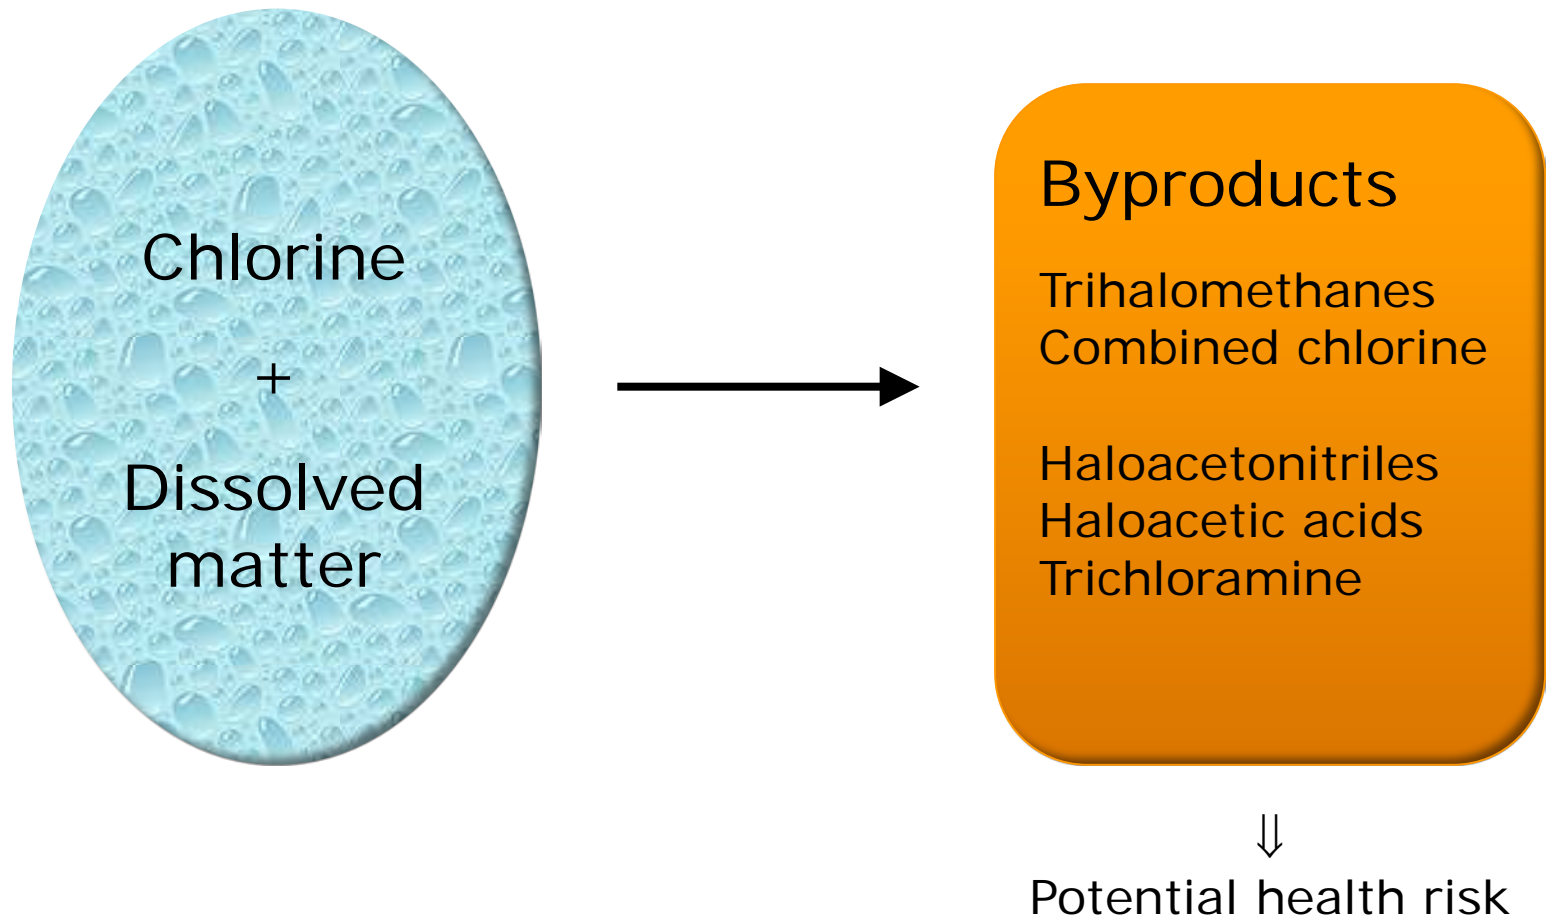 Chlorine
+
Dissolved
matter
Byproducts
Trihalomethanes
Combined chlorine
Haloacetonitriles
Haloacetic acids
Trichloramine
⇓
Potential health risk